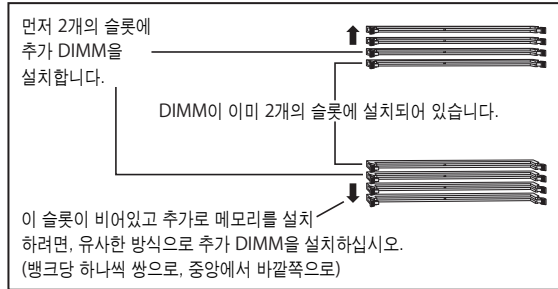 먼저 2개의 슬롯에
추가 DIMM을
설치합니다.
DIMM이 이미 2개의 슬롯에 설치되어 있습니다.
이 슬롯이 비어있고 추가로 메모리를 설치
하려면, 유사한 방식으로 추가 DIMM을 설치하십시오.
(뱅크당 하나씩 쌍으로, 중앙에서 바깥쪽으로)